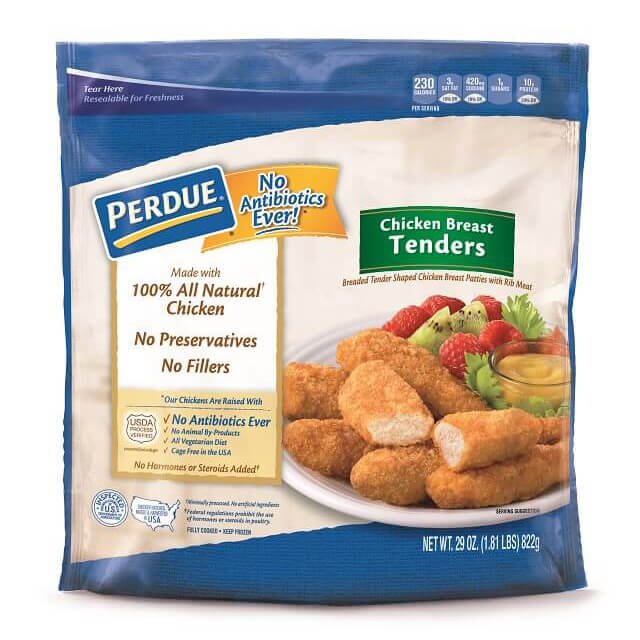 Tear Here
Resealable for Freshness
230
CALORIES
PER SERVING
3g
SAT FAT
420mg
SODIUM
1g
SUGARS
10g
PROTEIN
PERDUE®
No
Antibiotics
Ever!*
Chicken Breast
Tenders
Breaded Tender Shaped Chicken Breast Patties with Rib Meat
Made with
100% All Natural†
Chicken
No Preservatives
No Fillers
*Our Chickens Are Raised With
USDA
PROCESS
VERIFIED
✓ No Antibiotics Ever
✓ No Animal By-Products
✓ All Vegetarian Diet
✓ Cage Free in the USA
No Hormones or Steroids Added‡
INSPECTED
U.S.
& HARVESTED
in USA
†Minimally processed. No artificial ingredients
‡Federal regulations prohibit the use
of hormones or steroids in poultry.
FULLY COOKED • KEEP FROZEN
SERVING SUGGESTION
NET WT. 29 OZ. (1.81 LBS) 822g